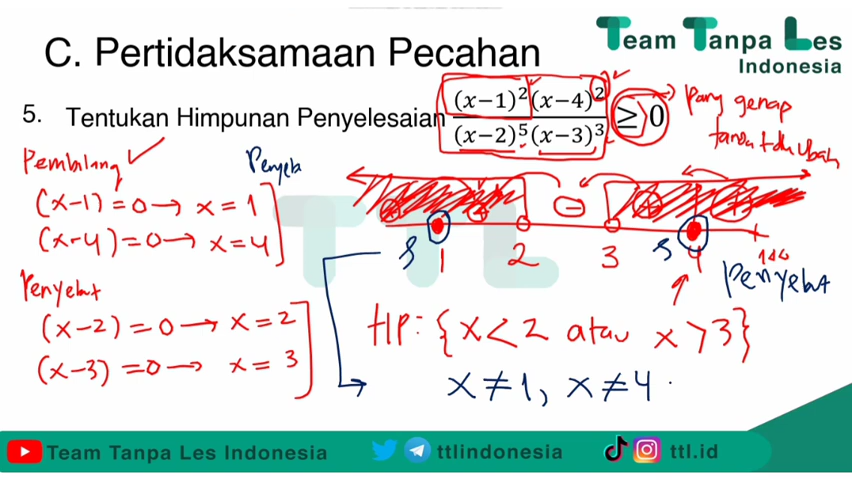 C. Pertidaksamaan Pecahan
Team Tanpa Les
Indonesia
5. Tentukan Himpunan Penyelesaian (x−1)²(x−4)² / (x−2)⁵(x−3)³ ≥ 0
Pang genap
tanda tdk ubah
Pembilang ✓
Penyeb
(x-1) = 0 → x = 1
(x-4) = 0 → x = 4
Penyebut
(x-2) = 0 → x = 2
(x-3) = 0 → x = 3
+ + − + +
1 2 3 4 100
Penyebut
TTL
HP: {x < 2 atau x > 3}
x ≠ 1, x ≠ 4
Team Tanpa Les Indonesia
ttlindonesia
ttl.id